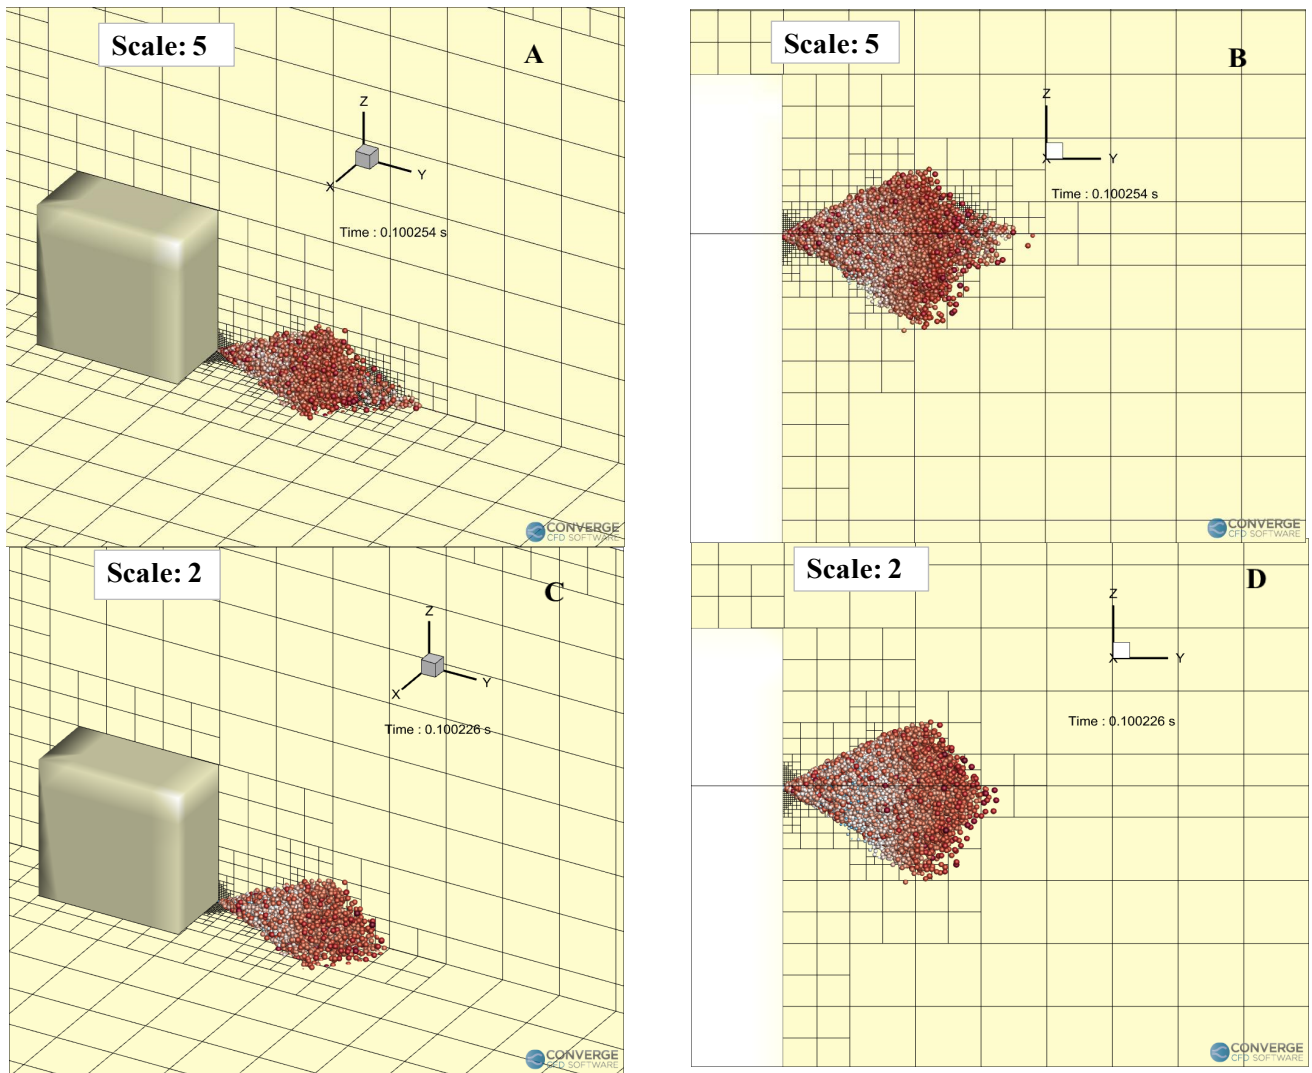 Scale: 5
A
Z
X
Y
Time : 0.100254 s
CONVERGE
CFD SOFTWARE
Scale: 5
B
Z
X
Y
Time : 0.100254 s
CONVERGE
CFD SOFTWARE
Scale: 2
C
Z
X
Y
Time : 0.100226 s
CONVERGE
CFD SOFTWARE
Scale: 2
D
Z
X
Y
Time : 0.100226 s
CONVERGE
CFD SOFTWARE